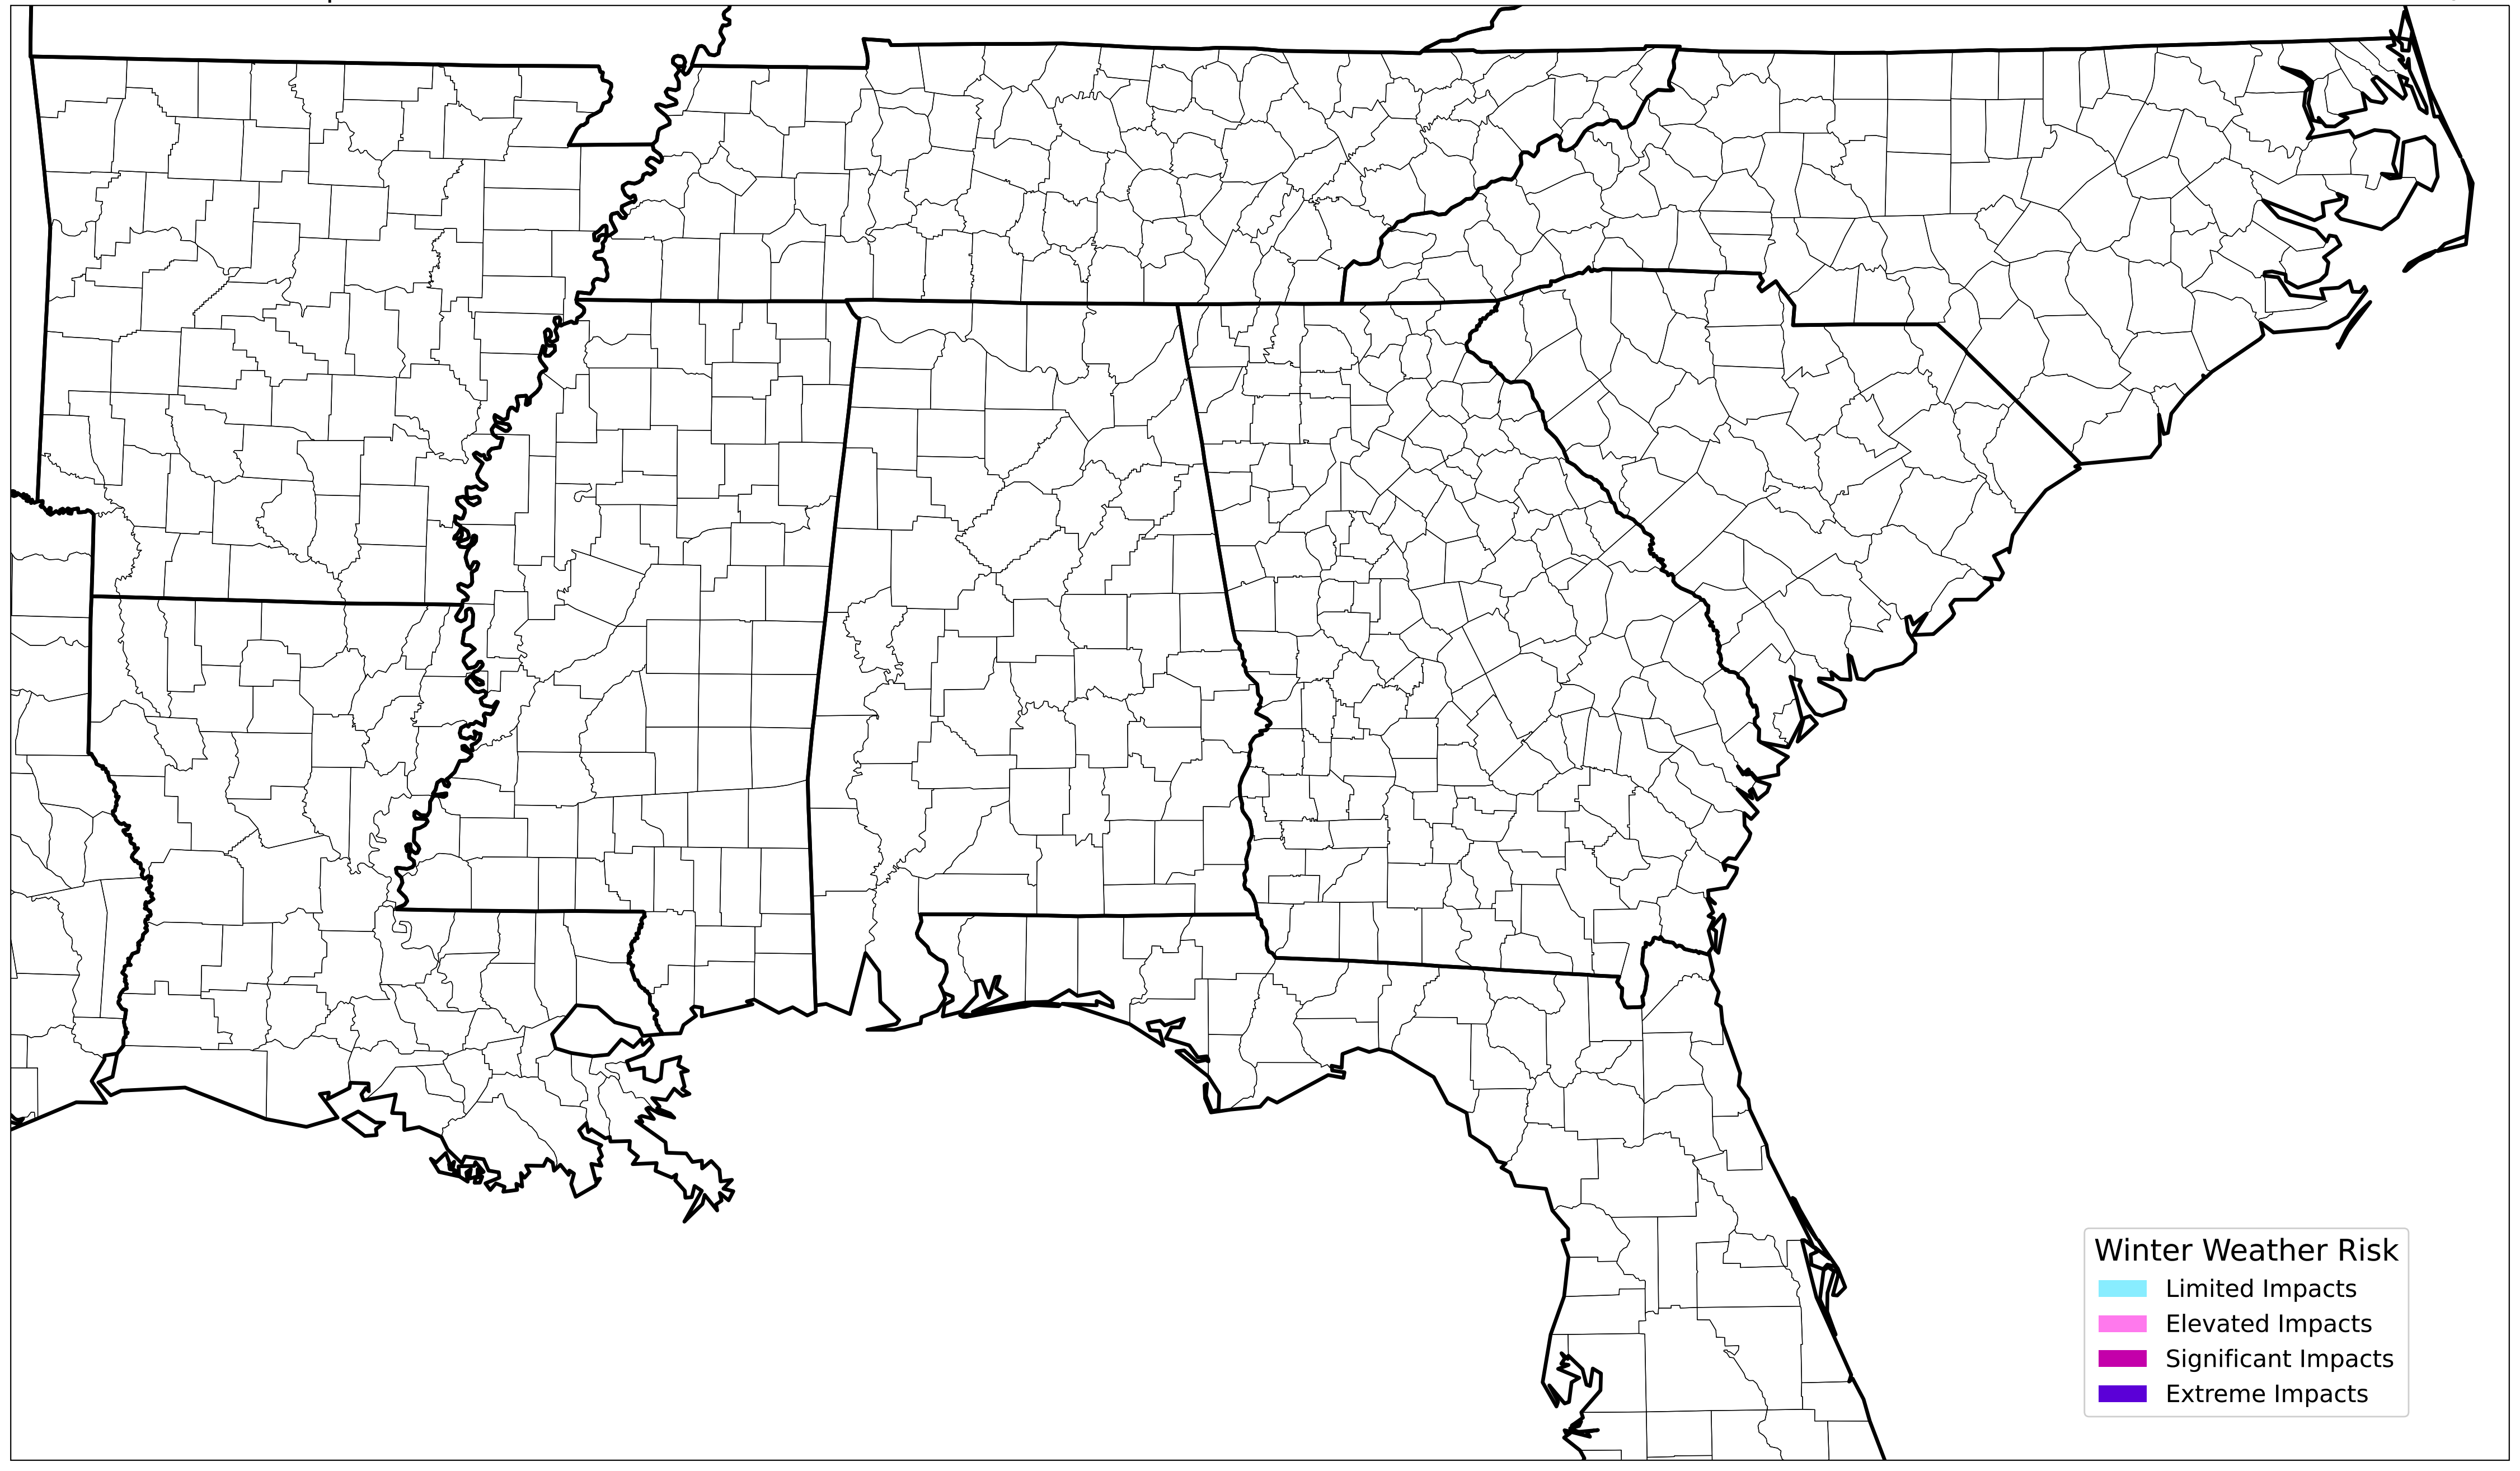 Winter Weather Risk
Limited Impacts
Elevated Impacts
Significant Impacts
Extreme Impacts